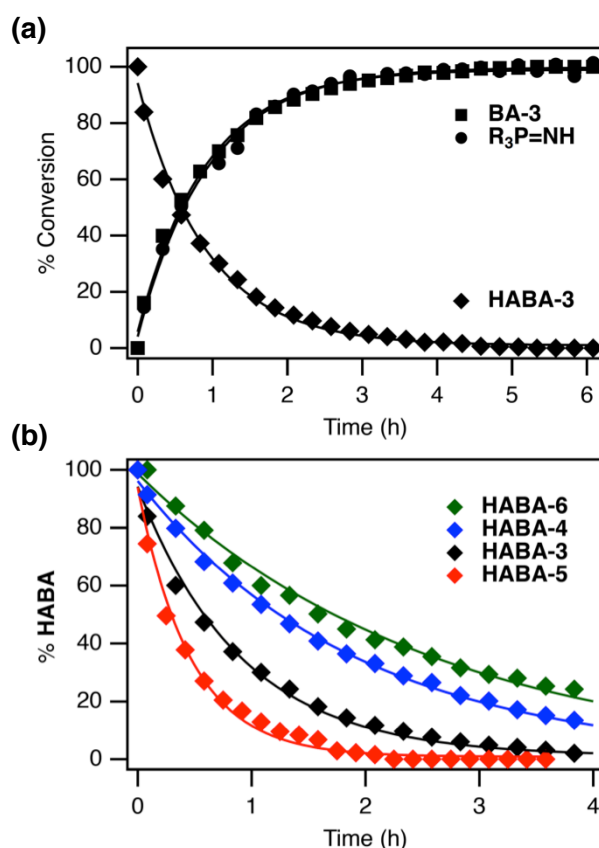 (a)
100
80
60
40
20
0
% Conversion
BA-3
R₃P=NH
HABA-3
0 1 2 3 4 5 6
Time (h)
(b)
100
80
60
40
20
0
% HABA
HABA-6
HABA-4
HABA-3
HABA-5
0 1 2 3 4
Time (h)